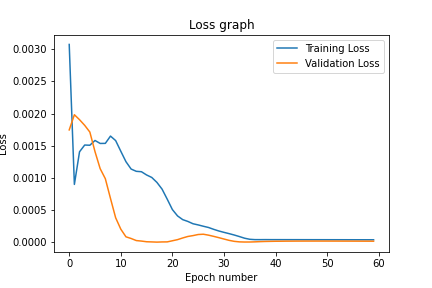 Loss graph
Training Loss
Validation Loss
0.0030
0.0025
0.0020
0.0015
0.0010
0.0005
0.0000
Loss
0 10 20 30 40 50 60
Epoch number